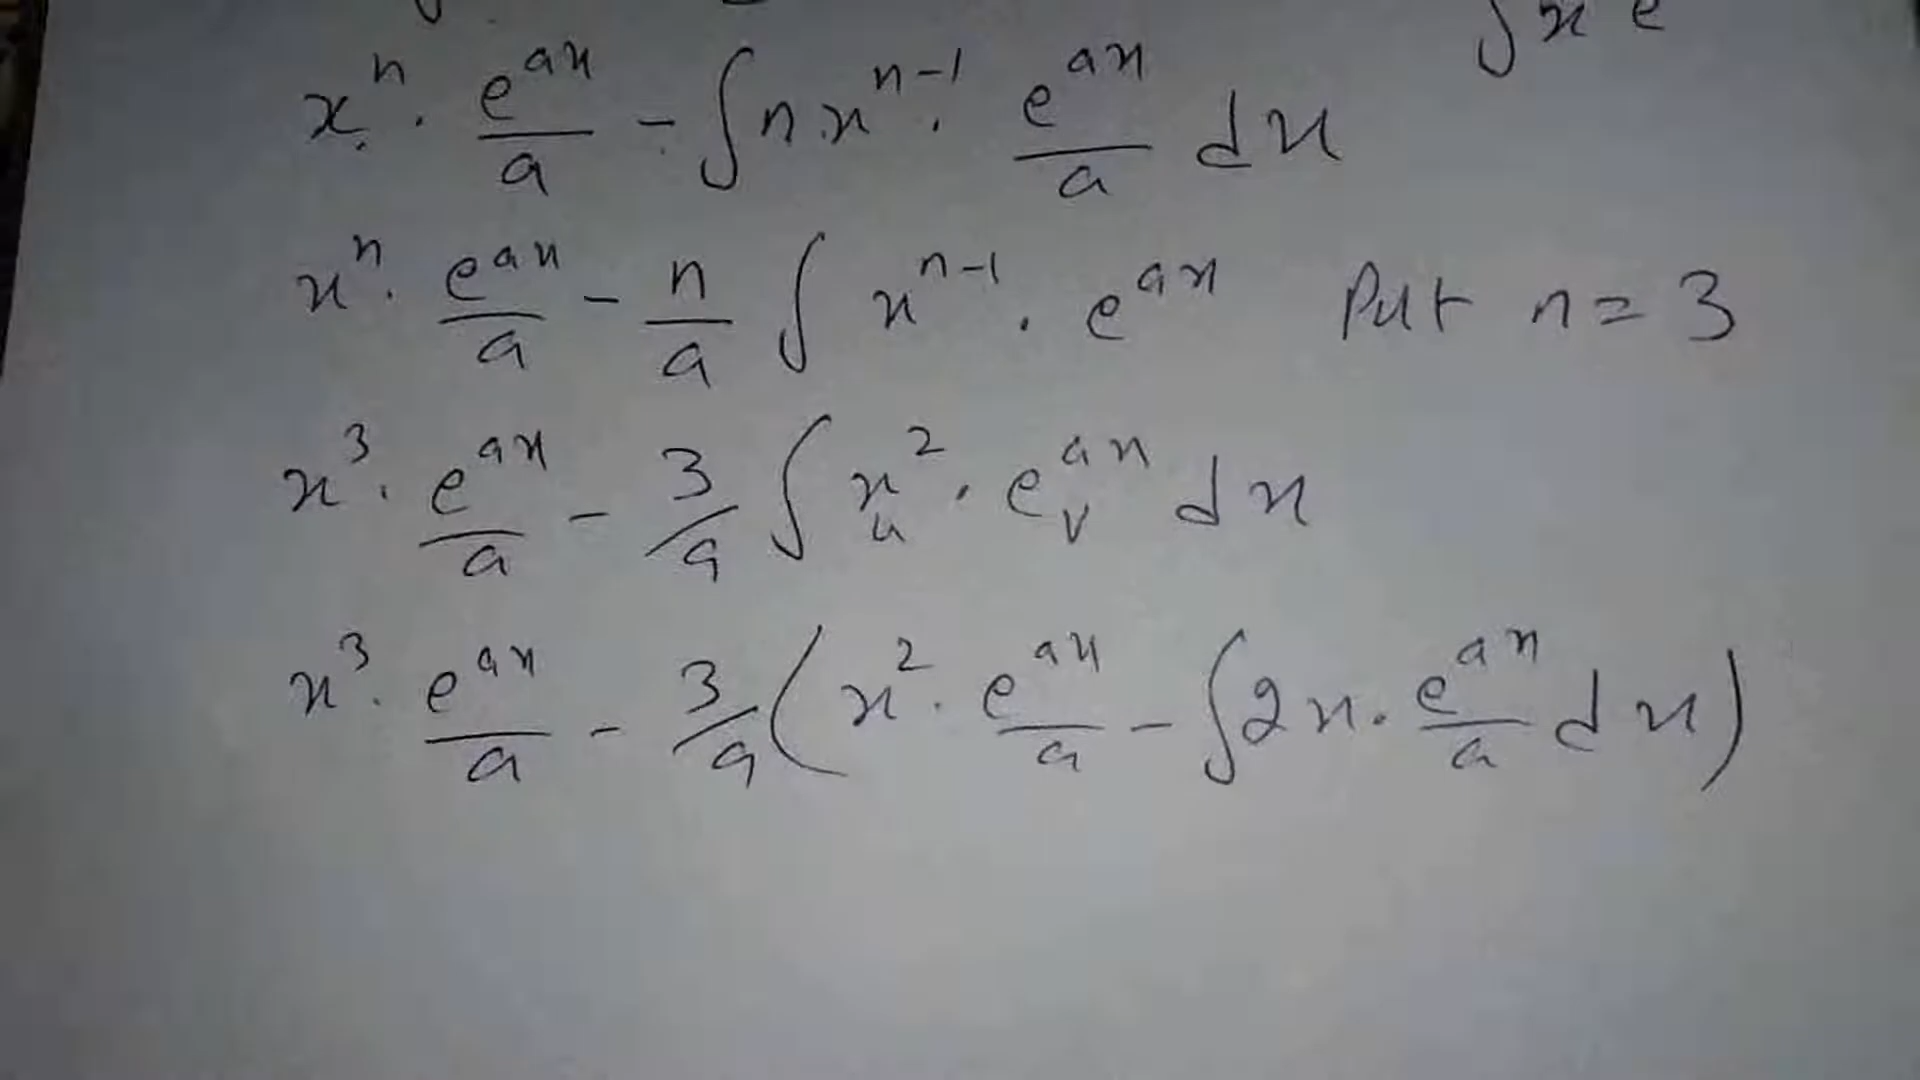 ∫ x e
x^n · e^{ax}/a - ∫ n·x^{n-1} · e^{ax}/a dx
x^n · e^{ax}/a - n/a ∫ x^{n-1} · e^{ax} Put n = 3
x^3 · e^{ax}/a - 3/a ∫ x^2 · e^{ax} dx
u v
x^3 · e^{ax}/a - 3/a ( x^2 · e^{ax}/a - ∫ 2x · e^{ax}/a dx )